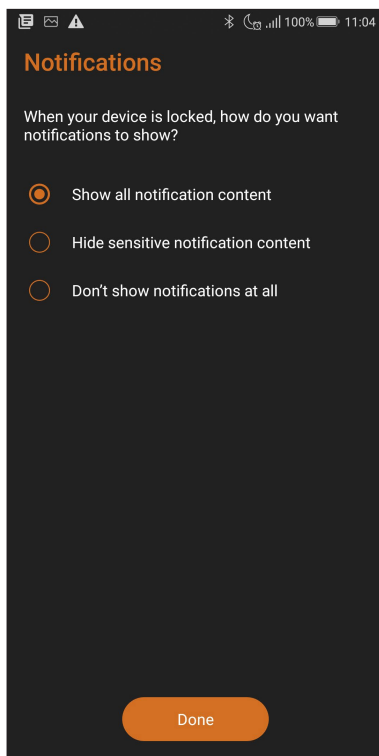 100% 11:04
Notifications
When your device is locked, how do you want
notifications to show?
Show all notification content
Hide sensitive notification content
Don't show notifications at all
Done